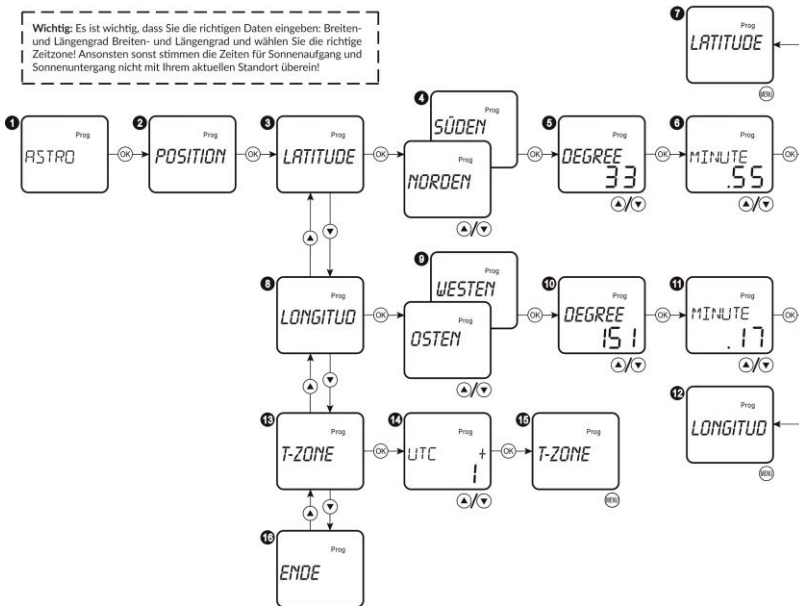 Wichtig: Es ist wichtig, dass Sie die richtigen Daten eingeben: Breiten-
und Längengrad Breiten- und Längengrad und wählen Sie die richtige
Zeitzone! Ansonsten sonst stimmen die Zeiten für Sonnenaufgang und
Sonnenuntergang nicht mit Ihrem aktuellen Standort überein!
7
Prog
LATITUDE
MENU
1
Prog
ASTRO
OK
2
Prog
POSITION
OK
3
Prog
LATITUDE
OK
4
Prog
SÜDEN
Prog
NORDEN
OK
5
Prog
DEGREE
33
OK
6
Prog
MINUTE
.55
OK
8
Prog
LONGITUD
OK
9
Prog
WESTEN
Prog
OSTEN
OK
10
Prog
DEGREE
151
OK
11
Prog
MINUTE
.17
OK
12
Prog
LONGITUD
MENU
13
Prog
T-ZONE
OK
14
Prog
UTC +
1
OK
15
Prog
T-ZONE
MENU
16
Prog
ENDE